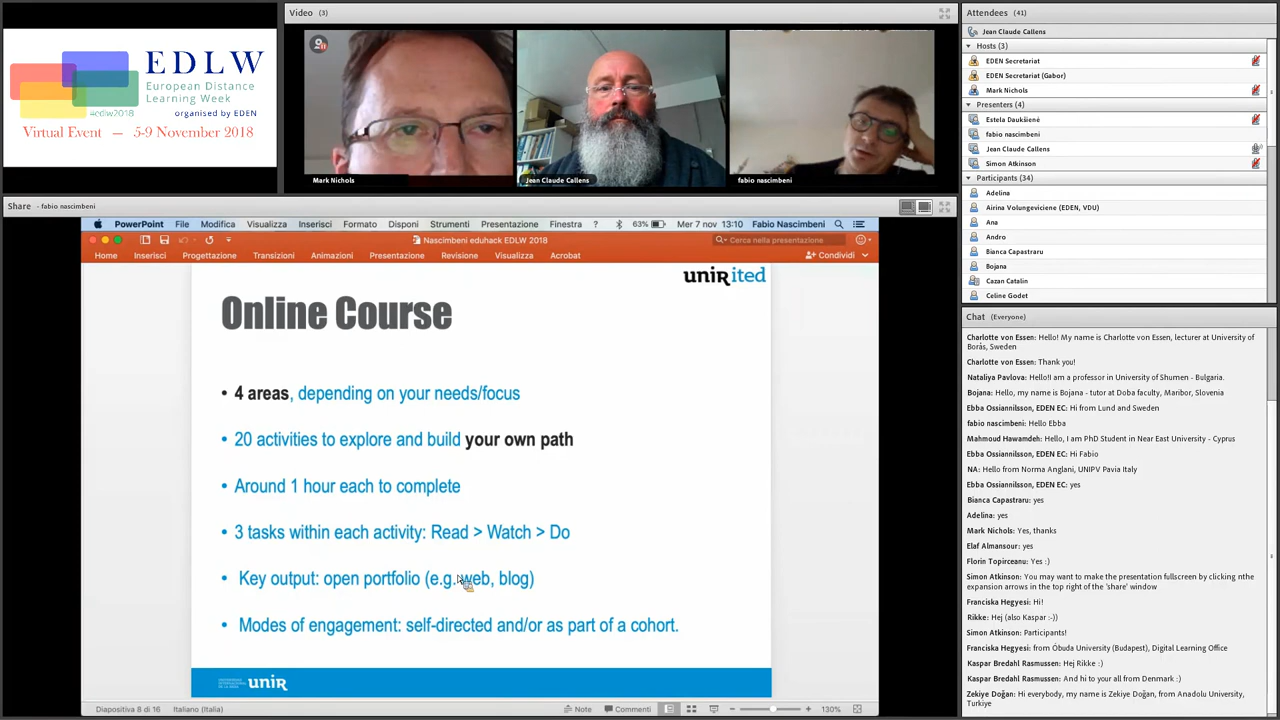 EDLW
European Distance
Learning Week
#edlw2018
organised by EDEN
Virtual Event — 5-9 November 2018
Video (3)
Mark Nichols
Jean Claude Callens
fabio nascimbeni
Share - fabio nascimbeni
PowerPoint File Modifica Visualizza Inserisci Formato Disponi Strumenti Presentazione Finestra ? 63% Mer 7 nov 13:10 Fabio Nascimbeni
Nascimbeni eduhack EDLW 2018
Cerca nella presentazione
Home Inserisci Progettazione Transizioni Animazioni Presentazione Revisione Visualizza Acrobat Condividi
uniRited
Online Course
• 4 areas, depending on your needs/focus
• 20 activities to explore and build your own path
• Around 1 hour each to complete
• 3 tasks within each activity: Read > Watch > Do
• Key output: open portfolio (e.g. web, blog)
• Modes of engagement: self-directed and/or as part of a cohort.
unir
Diapositiva 8 di 16 Italiano (Italia) Note Commenti 130%
Attendees (41)
Jean Claude Callens
Hosts (3)
EDEN Secretariat
EDEN Secretariat (Gabor)
Mark Nichols
Presenters (4)
Estela Daukšienė
fabio nascimbeni
Jean Claude Callens
Simon Atkinson
Participants (34)
Adelina
Airina Volungeviciene (EDEN, VDU)
Ana
Andro
Bianca Capastraru
Bojana
Cazan Catalin
Celine Godet
Chat (Everyone)
Charlotte von Essen: Hello! My name is Charlotte von Essen, lecturer at University of
Borås, Sweden
Charlotte von Essen: Thank you!
Nataliya Pavlova: Hello!I am a professor in University of Shumen - Bulgaria.
Bojana: Hello, my name is Bojana - tutor at Doba faculty, Maribor, Slovenia
Ebba Ossiannilsson, EDEN EC: Hi from Lund and Sweden
fabio nascimbeni: Hello Ebba
Mahmoud Hawamdeh: Hello, I am PhD Student in Near East University - Cyprus
Ebba Ossiannilsson, EDEN EC: Hi Fabio
NA: Hello from Norma Anglani, UNIPV Pavia Italy
Ebba Ossiannilsson, EDEN EC: yes
Bianca Capastraru: yes
Adelina: yes
Mark Nichols: Yes, thanks
Elaf Almansour: yes
Florin Topirceanu: Yes :)
Simon Atkinson: You may want to make the presentation fullscreen by clicking nthe
expansion arrows in the top right of the 'share' window
Franciska Hegyesi: Hi!
Rikke: Hej (also Kaspar :-))
Simon Atkinson: Participants!
Franciska Hegyesi: from Óbuda University (Budapest), Digital Learning Office
Kaspar Bredahl Rasmussen: Hej Rikke :)
Kaspar Bredahl Rasmussen: And hi to your all from Denmark :)
Zekiye Doğan: Hi everybody, my name is Zekiye Doğan, from Anadolu University,
Turkiye